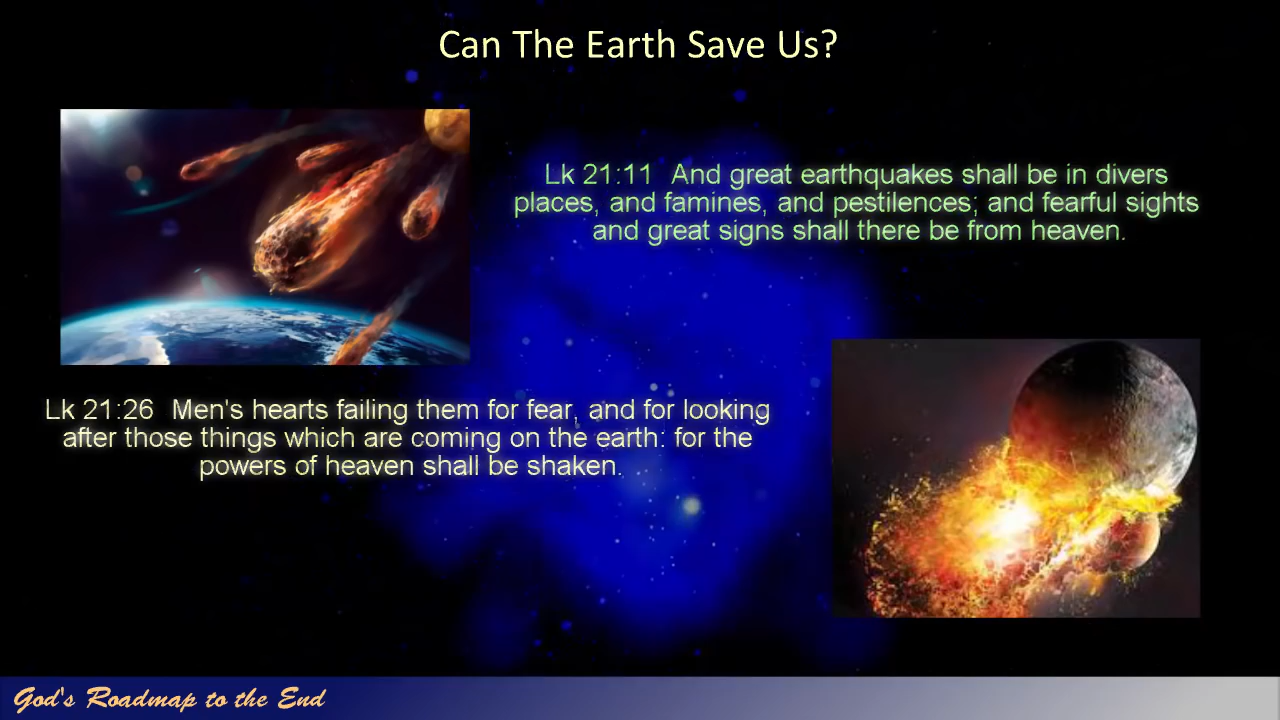 Can The Earth Save Us?
Lk 21:11  And great earthquakes shall be in divers
places, and famines, and pestilences; and fearful sights
and great signs shall there be from heaven.
Lk 21:26  Men's hearts failing them for fear, and for looking
after those things which are coming on the earth: for the
powers of heaven shall be shaken.
God's Roadmap to the End